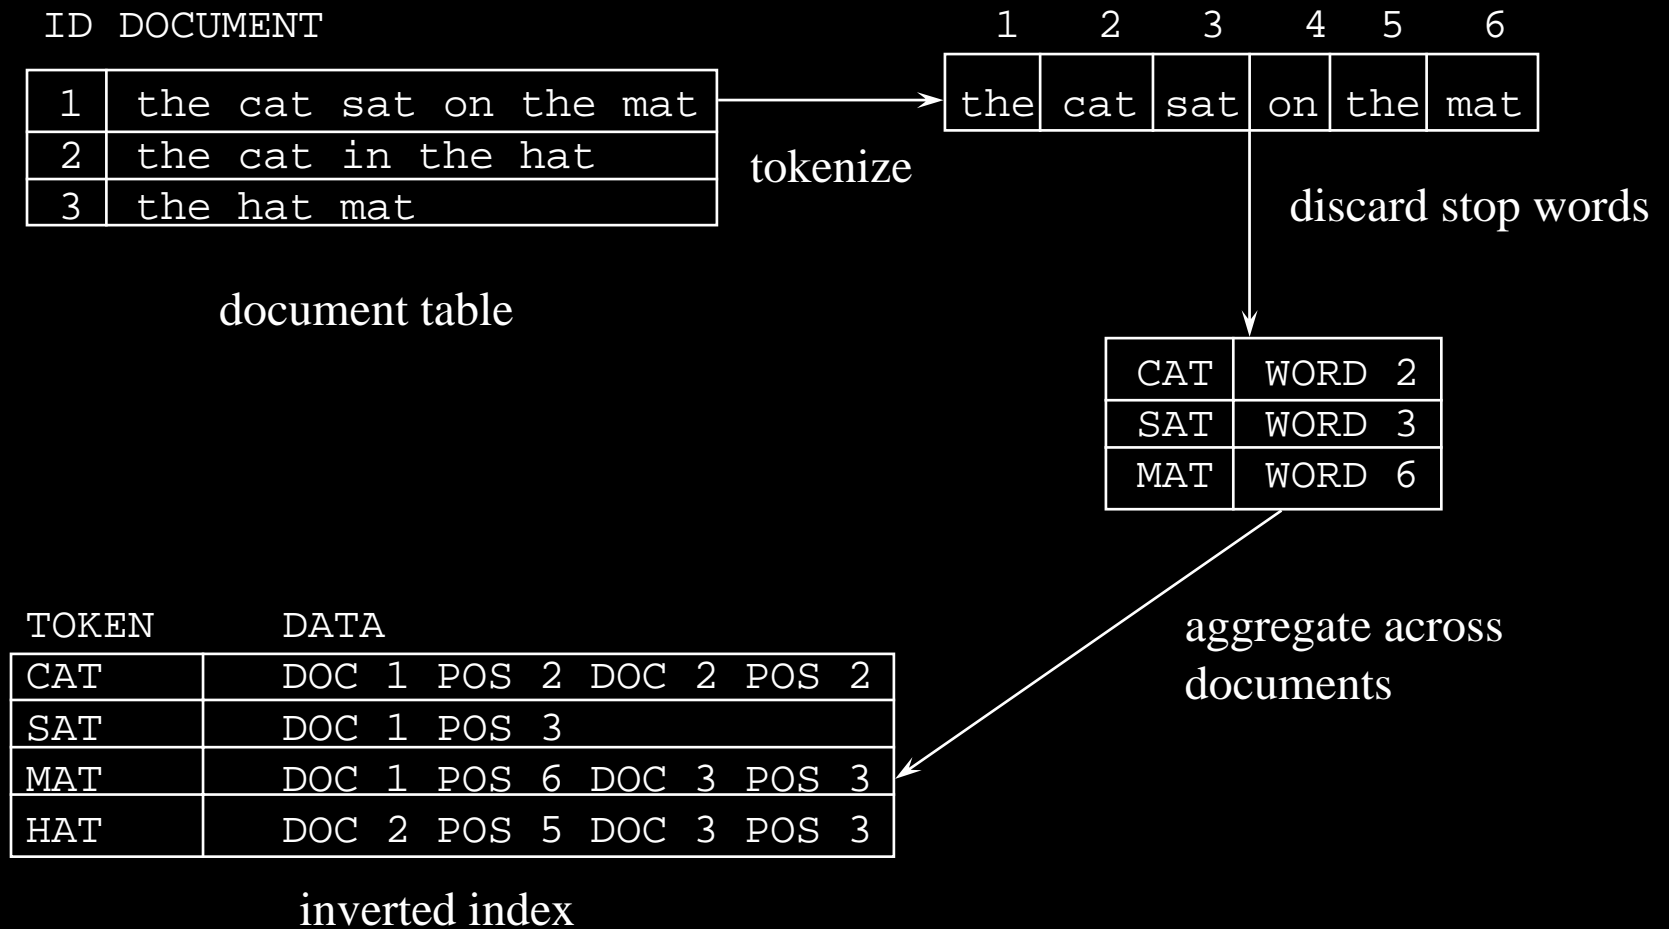 ID DOCUMENT
1 the cat sat on the mat
2 the cat in the hat
3 the hat mat
document table
tokenize
1 2 3 4 5 6
the cat sat on the mat
discard stop words
CAT WORD 2
SAT WORD 3
MAT WORD 6
aggregate across
documents
TOKEN DATA
CAT DOC 1 POS 2 DOC 2 POS 2
SAT DOC 1 POS 3
MAT DOC 1 POS 6 DOC 3 POS 3
HAT DOC 2 POS 5 DOC 3 POS 3
inverted index